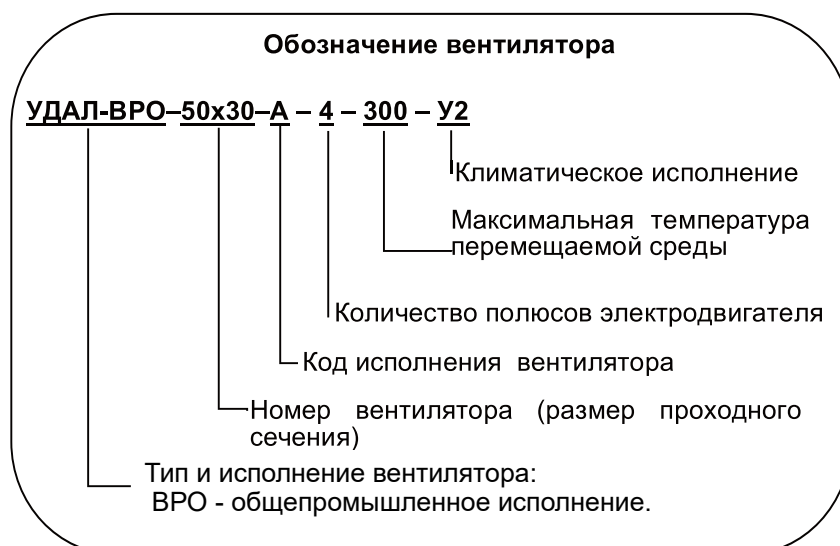 Обозначение вентилятора
УДАЛ-ВРО–50х30–А – 4 – 300 – У2
Климатическое исполнение
Максимальная температура
перемещаемой среды
Количество полюсов электродвигателя
Код исполнения вентилятора
Номер вентилятора (размер проходного
сечения)
Тип и исполнение вентилятора:
ВРО - общепромышленное исполнение.